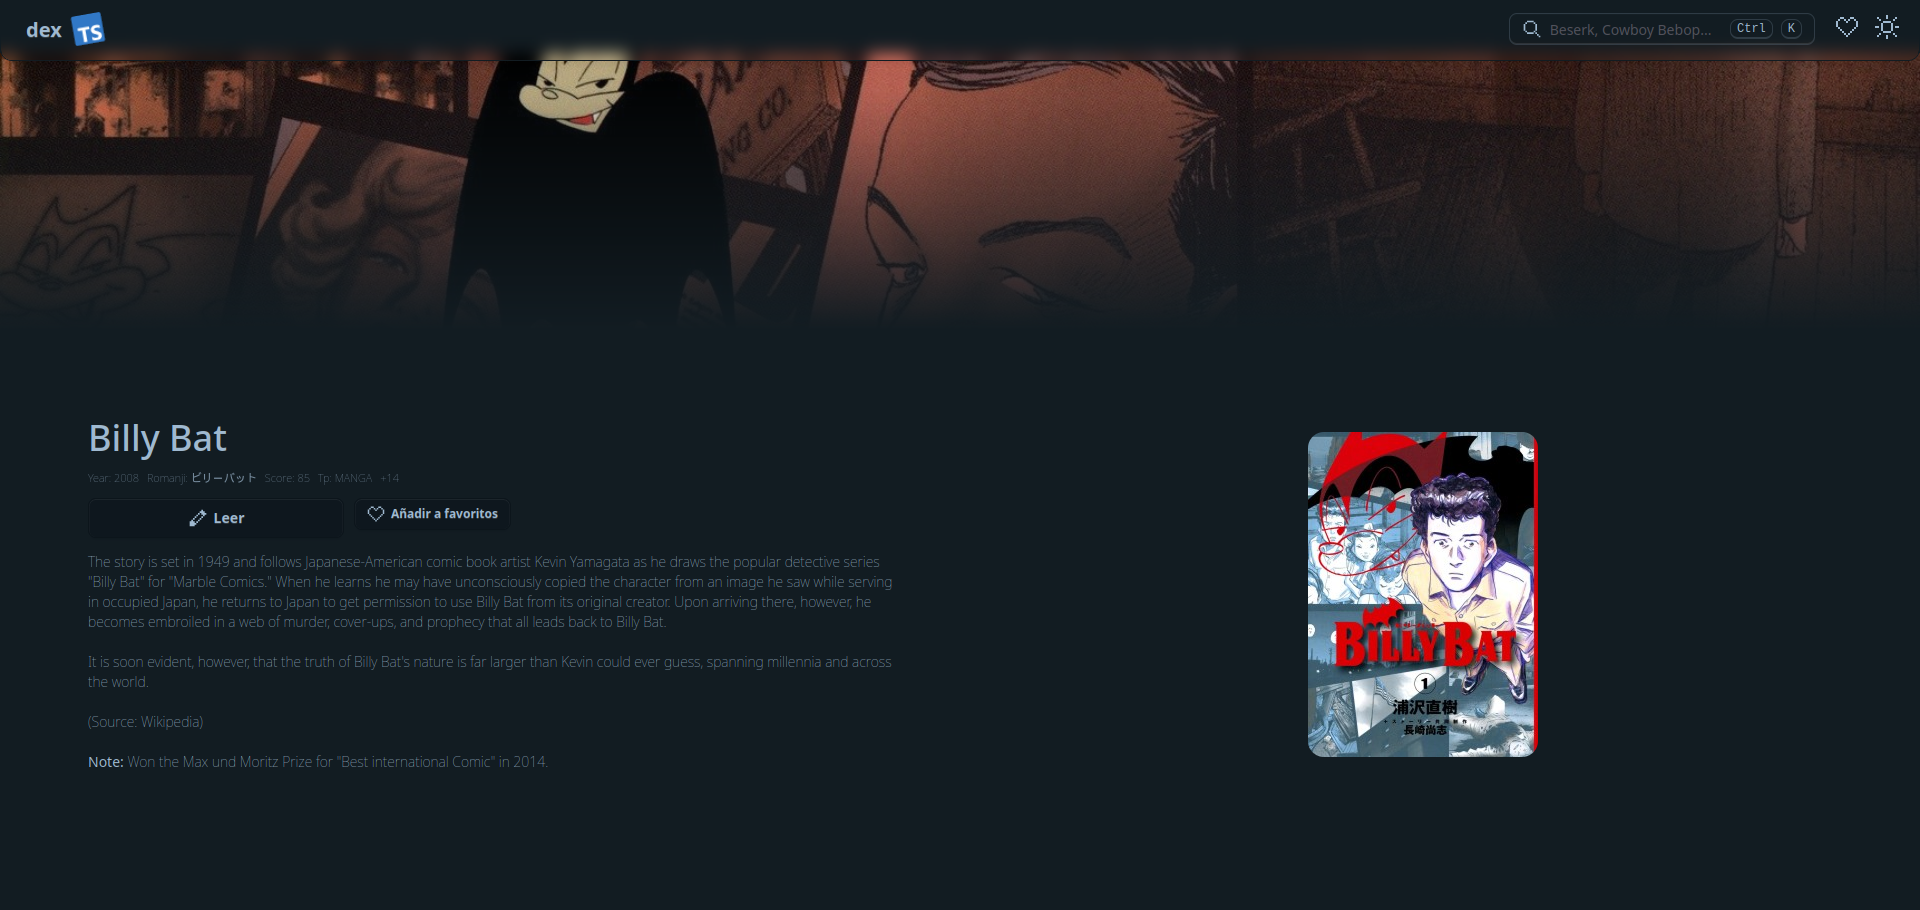 dex TS
Beserk, Cowboy Bebop... Ctrl K
NG CO.
Billy Bat
Year: 2008 Romanji: ビリーバット Score: 85 Tp: MANGA +14
Leer
Añadir a favoritos
The story is set in 1949 and follows Japanese-American comic book artist Kevin Yamagata as he draws the popular detective series
"Billy Bat" for "Marble Comics." When he learns he may have unconsciously copied the character from an image he saw while serving
in occupied Japan, he returns to Japan to get permission to use Billy Bat from its original creator. Upon arriving there, however, he
becomes embroiled in a web of murder, cover-ups, and prophecy that all leads back to Billy Bat.
It is soon evident, however, that the truth of Billy Bat's nature is far larger than Kevin could ever guess, spanning millennia and across
the world.
(Source: Wikipedia)
Note: Won the Max und Moritz Prize for "Best international Comic" in 2014.
BILLY BAT
1
浦沢直樹
長崎尚志